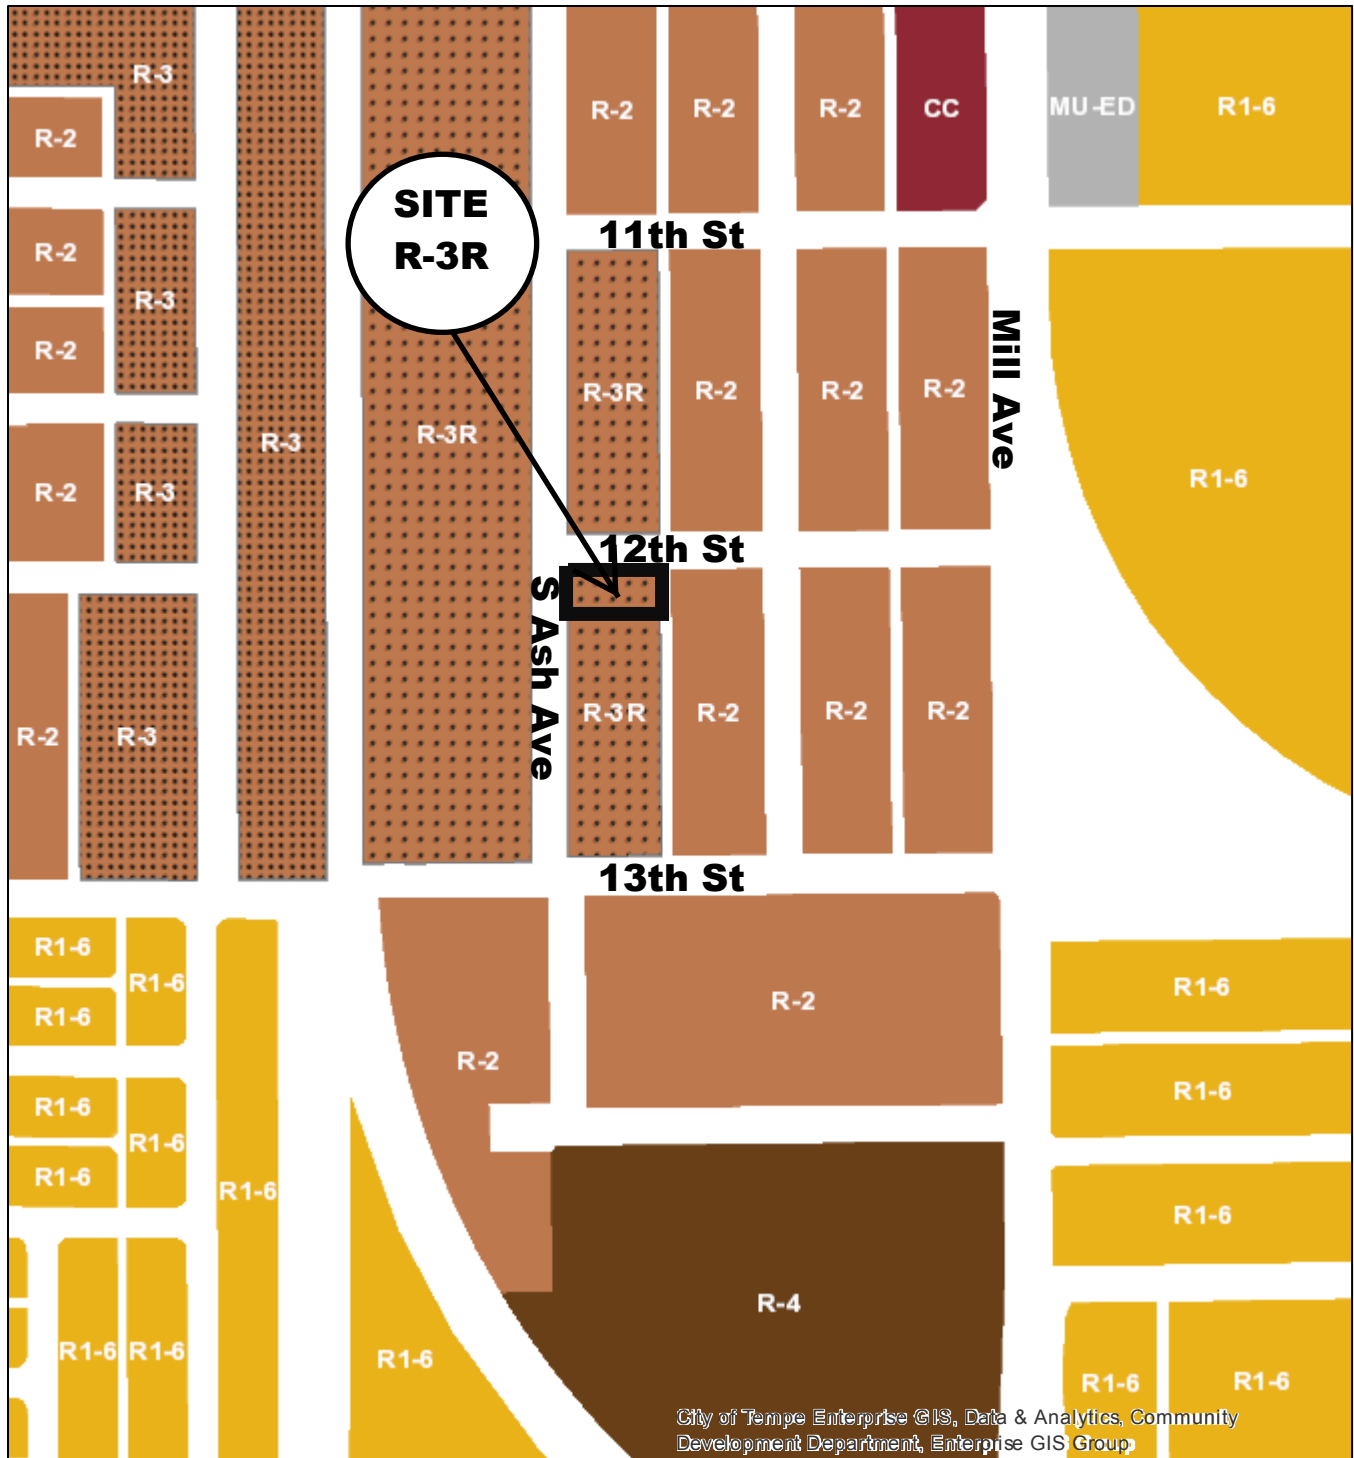 R-3
R-2
R-2
R-2
R-2
CC
MU-ED
R1-6
SITE
R-3R
11th St
R-2
R-3
R-2
R-3R
R-2
R-2
R-2
Mill Ave
R-3
R-3R
R-2
R-3
R1-6
12th St
S Ash Ave
R-2
R-3
R-3R
R-2
R-2
R-2
13th St
R1-6
R1-6
R1-6
R-2
R1-6
R-2
R1-6
R1-6
R1-6
R1-6
R1-6
R1-6
R1-6
R-4
R1-6
R1-6
R1-6
R1-6
R1-6
City of Tempe Enterprise GIS, Data & Analytics, Community
Development Department, Enterprise GIS Group